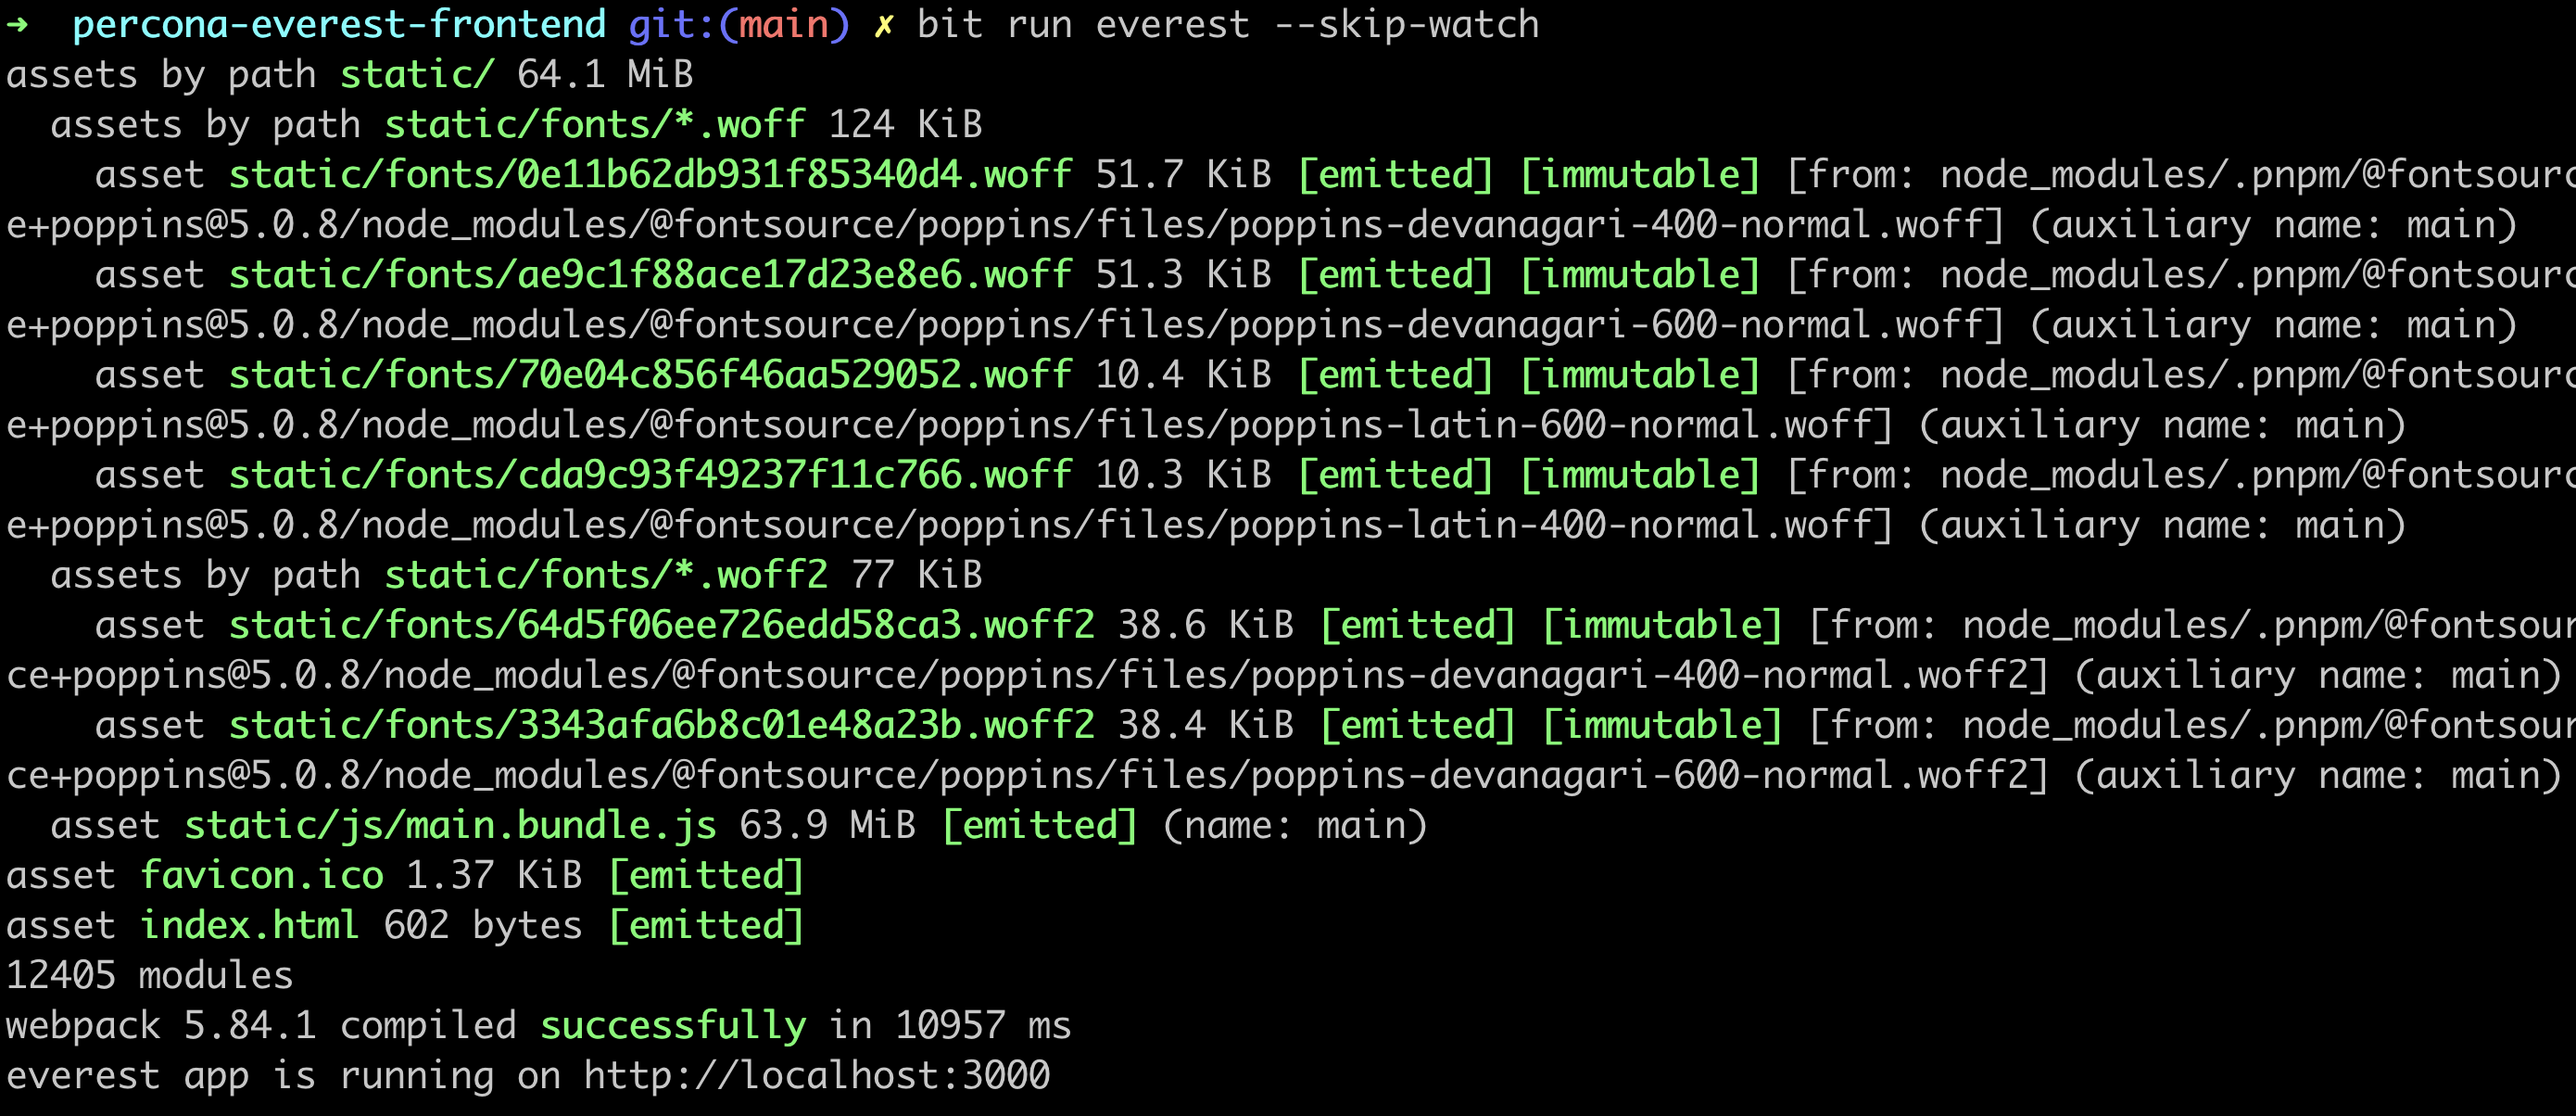 ➜  percona-everest-frontend git:(main) ✗ bit run everest --skip-watch
assets by path static/ 64.1 MiB
  assets by path static/fonts/*.woff 124 KiB
    asset static/fonts/0e11b62db931f85340d4.woff 51.7 KiB [emitted] [immutable] [from: node_modules/.pnpm/@fontsourc
e+poppins@5.0.8/node_modules/@fontsource/poppins/files/poppins-devanagari-400-normal.woff] (auxiliary name: main)
    asset static/fonts/ae9c1f88ace17d23e8e6.woff 51.3 KiB [emitted] [immutable] [from: node_modules/.pnpm/@fontsourc
e+poppins@5.0.8/node_modules/@fontsource/poppins/files/poppins-devanagari-600-normal.woff] (auxiliary name: main)
    asset static/fonts/70e04c856f46aa529052.woff 10.4 KiB [emitted] [immutable] [from: node_modules/.pnpm/@fontsourc
e+poppins@5.0.8/node_modules/@fontsource/poppins/files/poppins-latin-600-normal.woff] (auxiliary name: main)
    asset static/fonts/cda9c93f49237f11c766.woff 10.3 KiB [emitted] [immutable] [from: node_modules/.pnpm/@fontsourc
e+poppins@5.0.8/node_modules/@fontsource/poppins/files/poppins-latin-400-normal.woff] (auxiliary name: main)
  assets by path static/fonts/*.woff2 77 KiB
    asset static/fonts/64d5f06ee726edd58ca3.woff2 38.6 KiB [emitted] [immutable] [from: node_modules/.pnpm/@fontsour
ce+poppins@5.0.8/node_modules/@fontsource/poppins/files/poppins-devanagari-400-normal.woff2] (auxiliary name: main)
    asset static/fonts/3343afa6b8c01e48a23b.woff2 38.4 KiB [emitted] [immutable] [from: node_modules/.pnpm/@fontsour
ce+poppins@5.0.8/node_modules/@fontsource/poppins/files/poppins-devanagari-600-normal.woff2] (auxiliary name: main)
  asset static/js/main.bundle.js 63.9 MiB [emitted] (name: main)
asset favicon.ico 1.37 KiB [emitted]
asset index.html 602 bytes [emitted]
12405 modules
webpack 5.84.1 compiled successfully in 10957 ms
everest app is running on http://localhost:3000